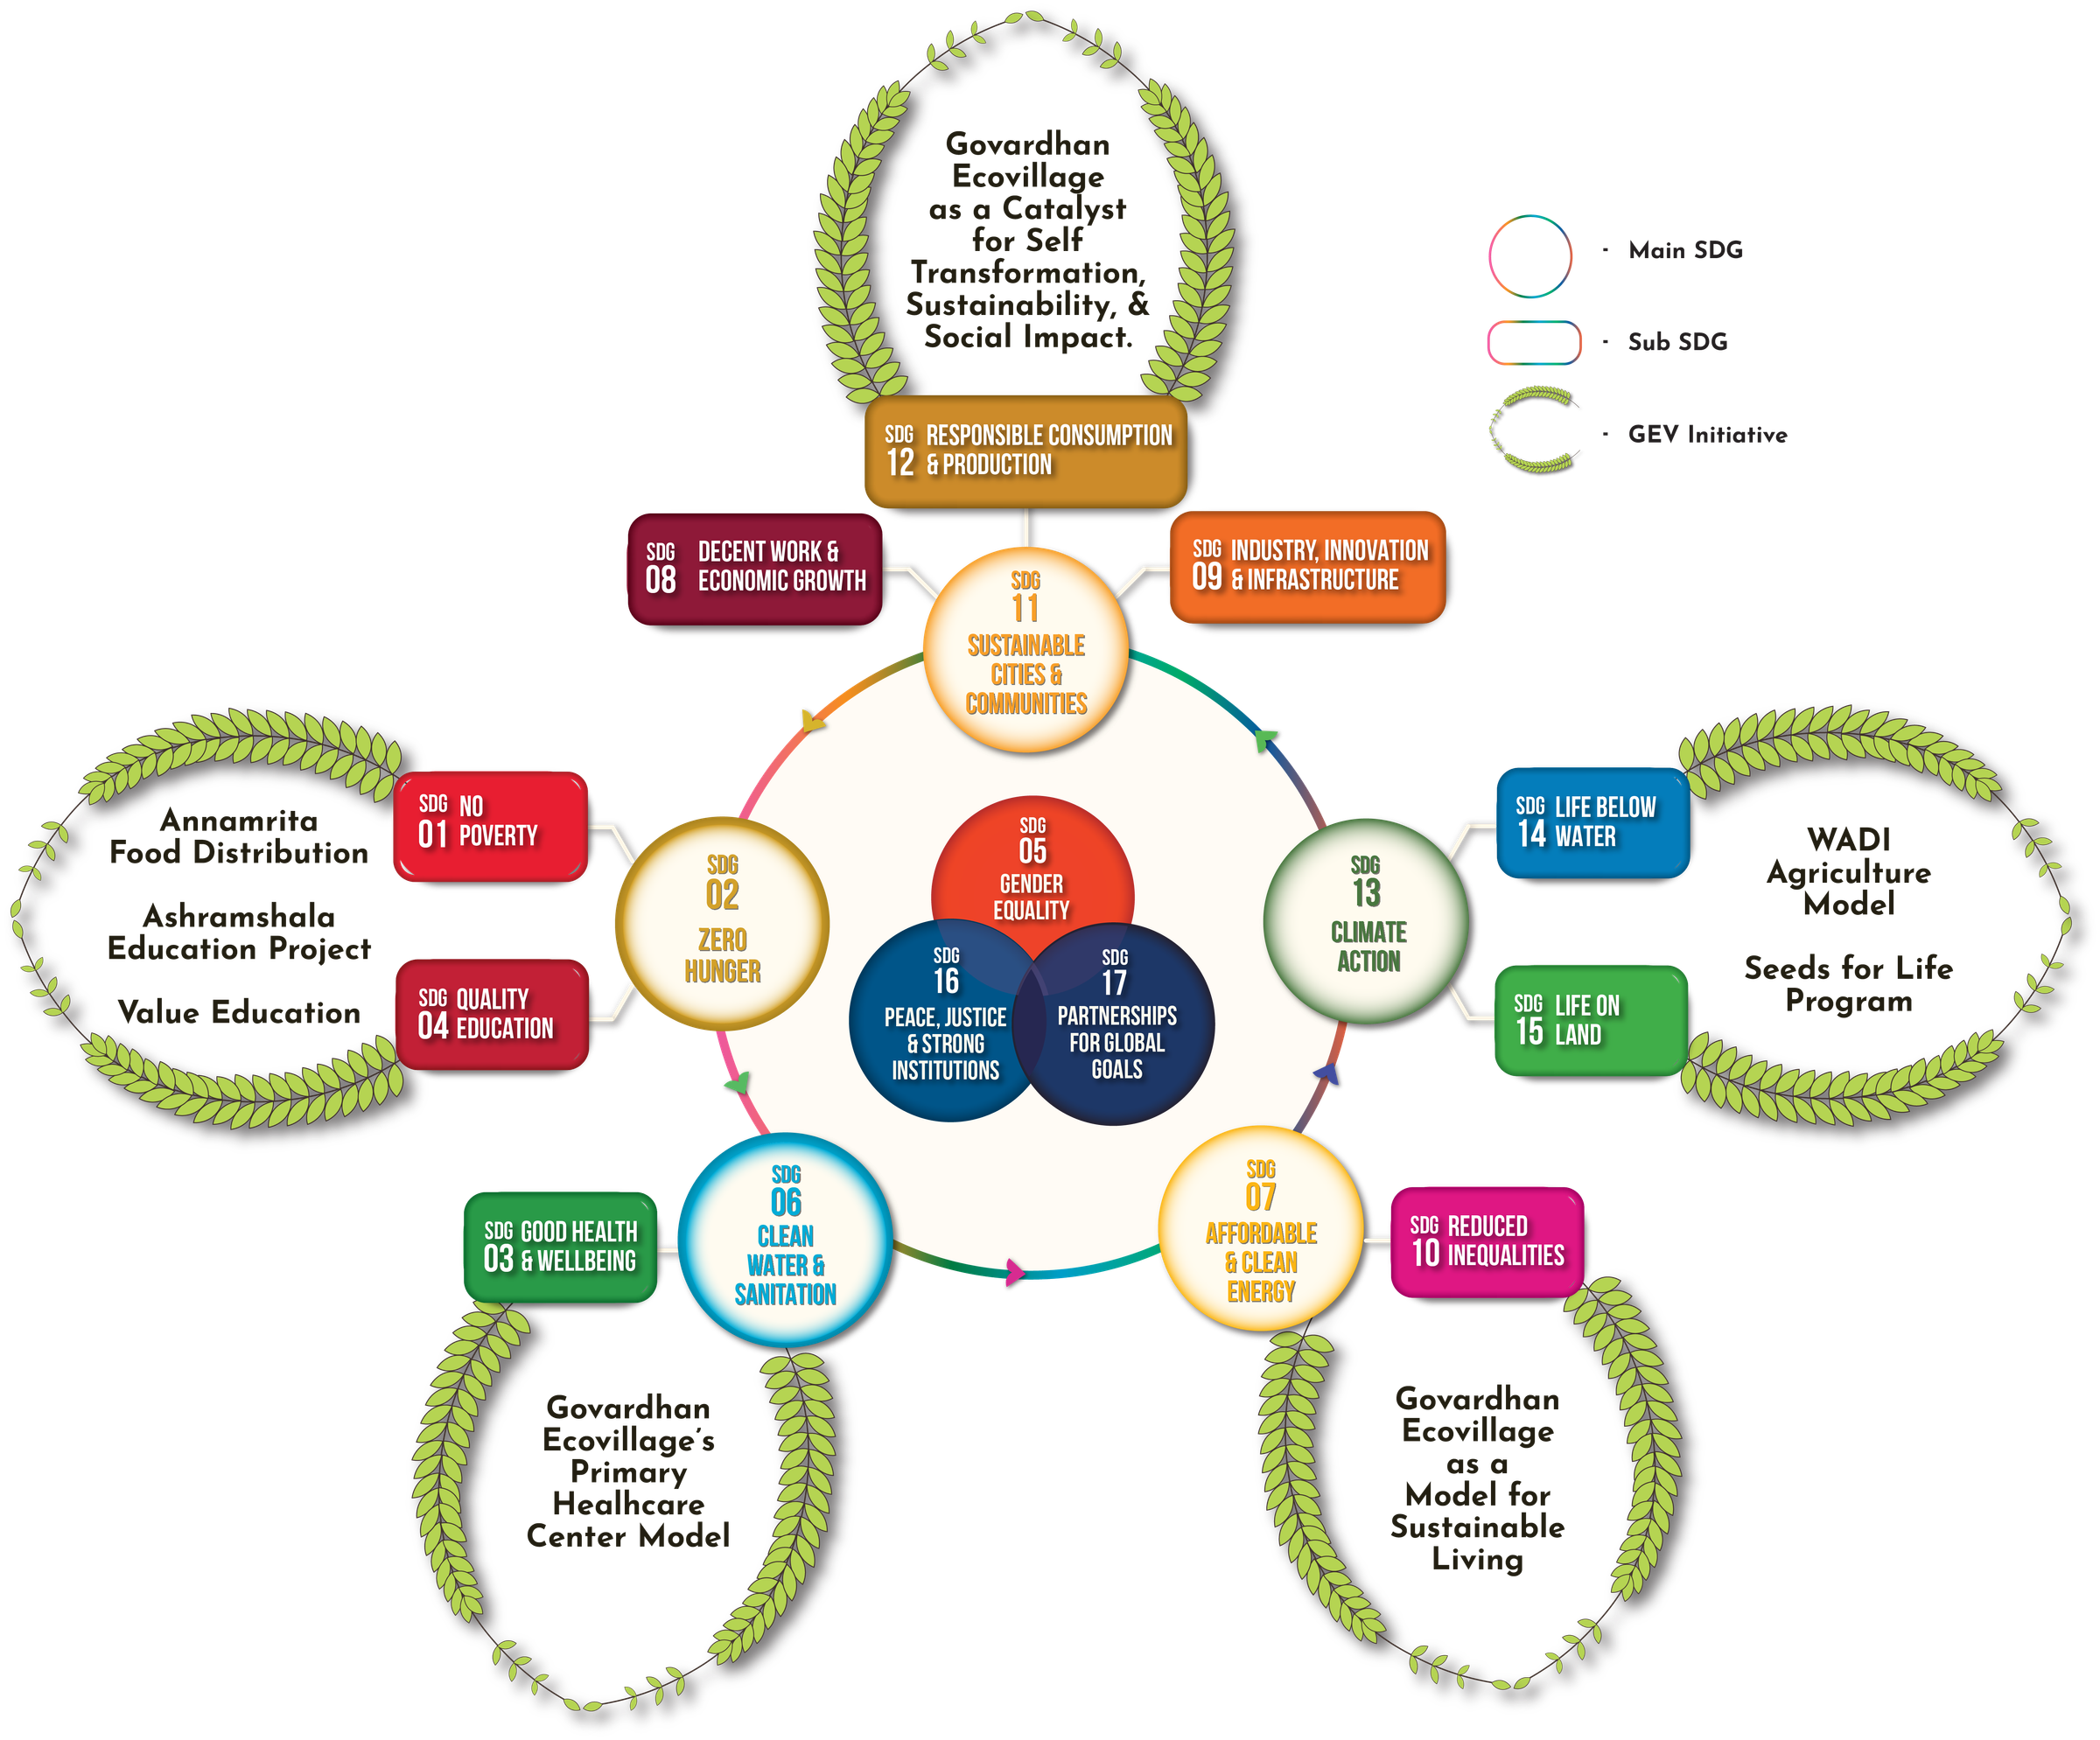 Govardhan
Ecovillage
as a Catalyst
for Self
Transformation,
Sustainability, &
Social Impact.
- Main SDG
- Sub SDG
- GEV Initiative
SDG
12
RESPONSIBLE CONSUMPTION
& PRODUCTION
SDG
08
DECENT WORK &
ECONOMIC GROWTH
SDG
09
INDUSTRY, INNOVATION
& INFRASTRUCTURE
SDG
11
SUSTAINABLE
CITIES &
COMMUNITIES
Annamrita
Food Distribution
Ashramshala
Education Project
Value Education
SDG
01
NO
POVERTY
SDG
04
QUALITY
EDUCATION
SDG
02
ZERO
HUNGER
SDG
05
GENDER
EQUALITY
SDG
16
PEACE, JUSTICE
& STRONG
INSTITUTIONS
SDG
17
PARTNERSHIPS
FOR GLOBAL
GOALS
SDG
13
CLIMATE
ACTION
SDG
14
LIFE BELOW
WATER
SDG
15
LIFE ON
LAND
WADI
Agriculture
Model
Seeds for Life
Program
SDG
03
GOOD HEALTH
& WELLBEING
SDG
06
CLEAN
WATER &
SANITATION
SDG
07
AFFORDABLE
& CLEAN
ENERGY
SDG
10
REDUCED
INEQUALITIES
Govardhan
Ecovillage's
Primary
Healhcare
Center Model
Govardhan
Ecovillage
as a
Model for
Sustainable
Living